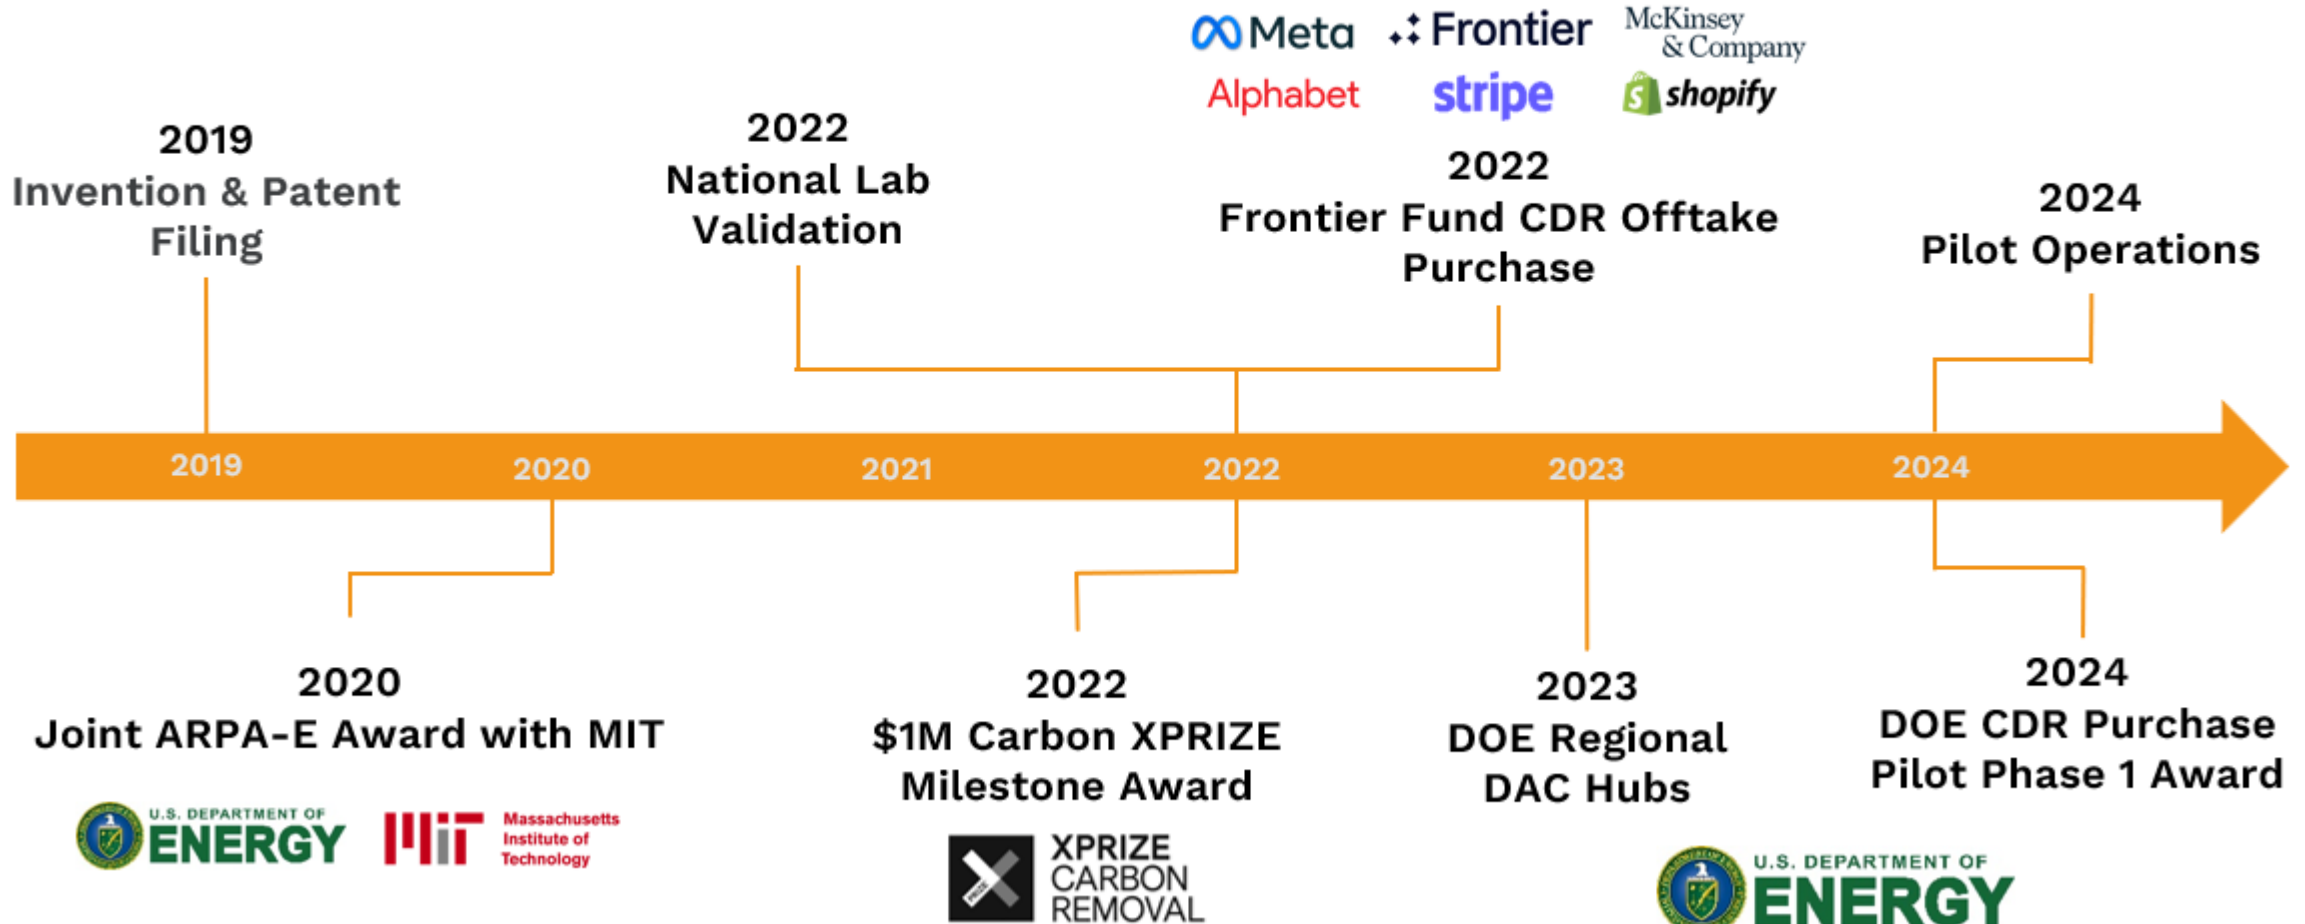 Meta
Frontier
McKinsey
& Company
Alphabet
stripe
shopify
2019
Invention & Patent
Filing
2022
National Lab
Validation
2022
Frontier Fund CDR Offtake
Purchase
2024
Pilot Operations
2019
2020
2021
2022
2023
2024
2020
Joint ARPA-E Award with MIT
U.S. DEPARTMENT OF
ENERGY
MIT
Massachusetts
Institute of
Technology
2022
$1M Carbon XPRIZE
Milestone Award
PRIZE
XPRIZE
CARBON
REMOVAL
2023
DOE Regional
DAC Hubs
2024
DOE CDR Purchase
Pilot Phase 1 Award
U.S. DEPARTMENT OF
ENERGY